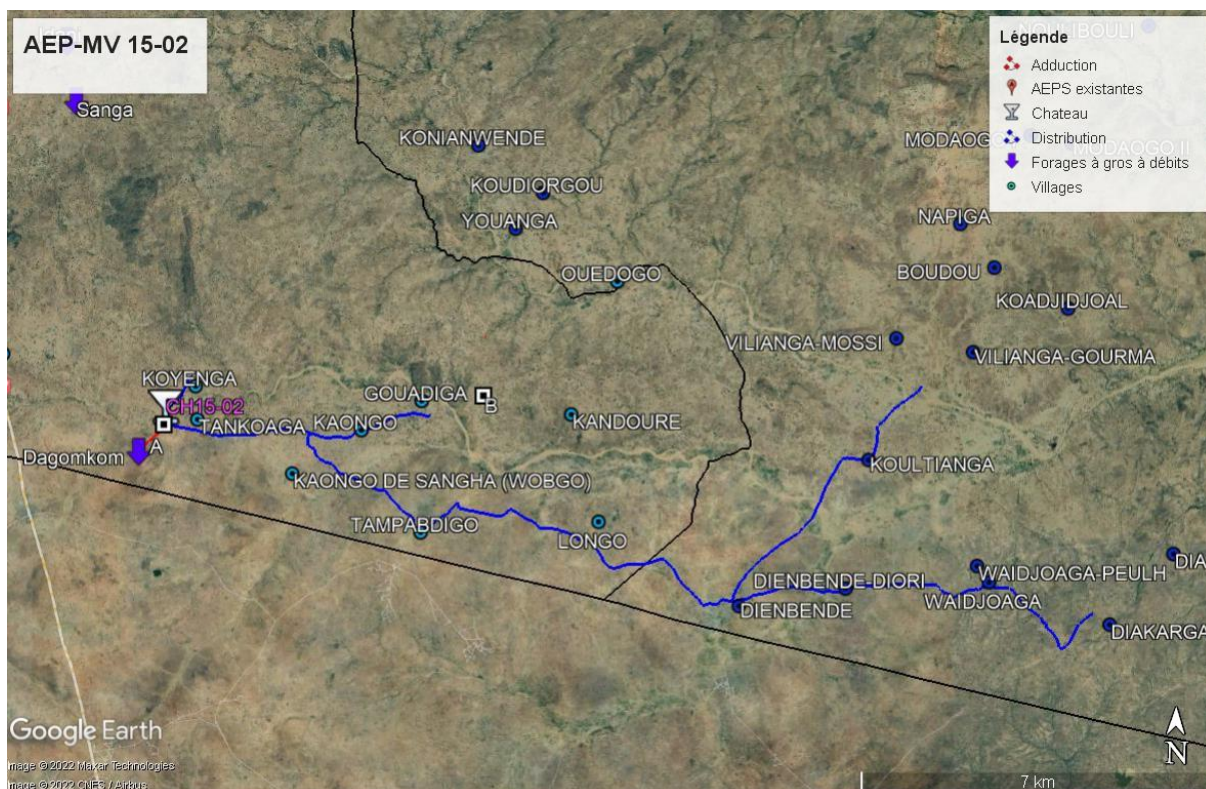 AEP-MV 15-02
Légende
Adduction
AEPS existantes
Chateau
Distribution
Forages à gros à débits
Villages
Sanga
KONIANWENDE
KOUDIORGOU
YOUANGA
OUEDOGO
MODAOGO II
NAPIGA
BOUDOU
KOADJIDJOAL
VILIANGA-MOSSI
VILIANGA-GOURMA
KOYENGA
CH15-02
GOUADIGA
B
TANKOAGA
KAONGO
KANDOURE
A
Dagomkom
KOULTIANGA
KAONGO DE SANGHA (WOBGO)
TAMPABDIGO
LONGO
DIENBENDE-DIORI
WAIDJOAGA-PEULH
DIA
DIENBENDE
WAIDJOAGA
DIAKARGA
Google Earth
Image © 2022 Maxar Technologies
Image © 2022 CNES / Airbus
N
7 km